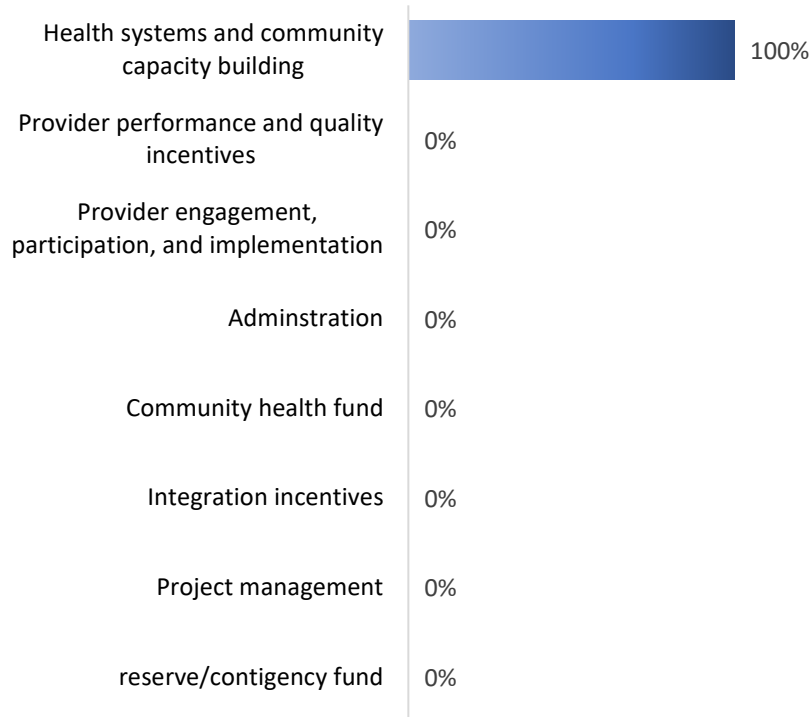 Health systems and community
capacity building
100%
Provider performance and quality
incentives
0%
Provider engagement,
participation, and implementation
0%
Adminstration
0%
Community health fund
0%
Integration incentives
0%
Project management
0%
reserve/contigency fund
0%